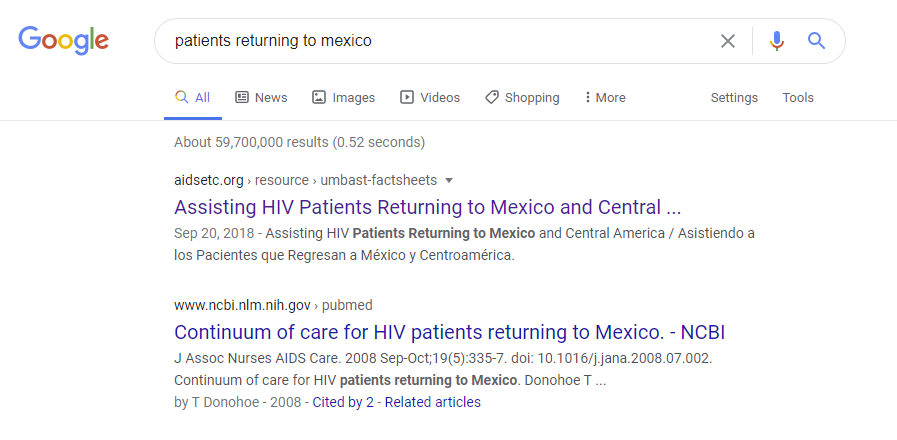 Google
patients returning to mexico
All News Images Videos Shopping More Settings Tools
About 59,700,000 results (0.52 seconds)
aidsetc.org › resource › umbast-factsheets
Assisting HIV Patients Returning to Mexico and Central ...
Sep 20, 2018 - Assisting HIV Patients Returning to Mexico and Central America / Asistiendo a
los Pacientes que Regresan a México y Centroamérica.
www.ncbi.nlm.nih.gov › pubmed
Continuum of care for HIV patients returning to Mexico. - NCBI
J Assoc Nurses AIDS Care. 2008 Sep-Oct;19(5):335-7. doi: 10.1016/j.jana.2008.07.002.
Continuum of care for HIV patients returning to Mexico. Donohoe T ...
by T Donohoe - 2008 - Cited by 2 - Related articles